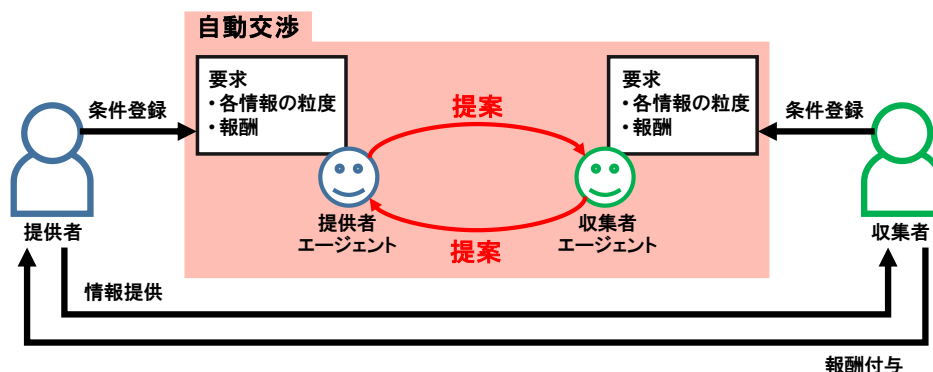 自動交渉
要求
・各情報の粒度
・報酬
要求
・各情報の粒度
・報酬
条件登録
提案
条件登録
提供者
提供者
エージェント
提案
収集者
エージェント
収集者
情報提供
報酬付与